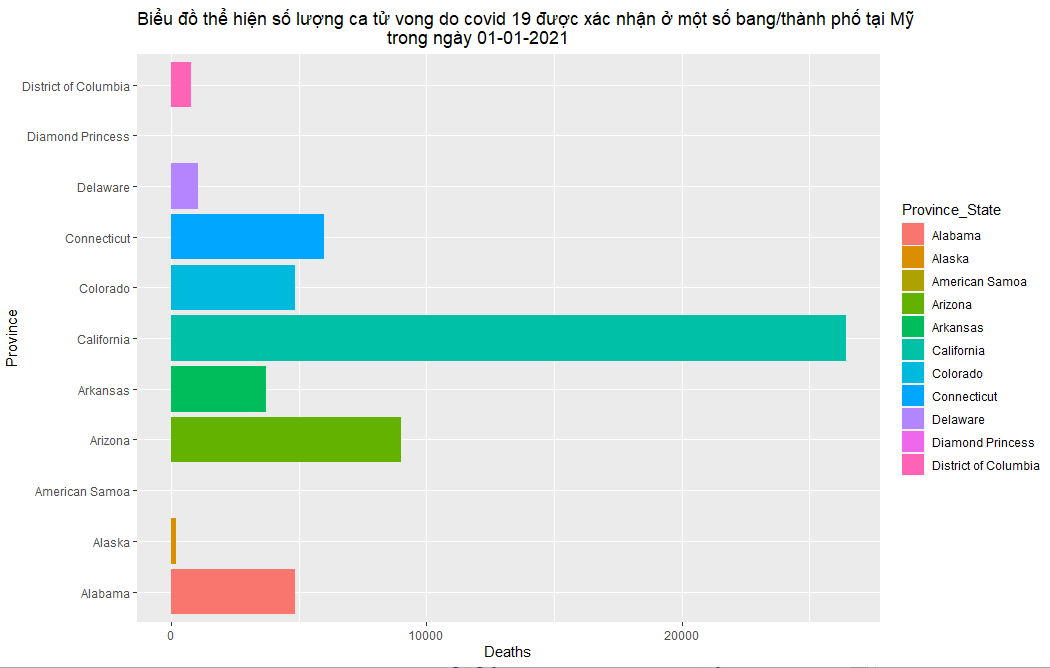 Biểu đồ thể hiện số lượng ca tử vong do covid 19 được xác nhận ở một số bang/thành phố tại Mỹ
trong ngày 01-01-2021
District of Columbia
Diamond Princess
Delaware
Connecticut
Colorado
California
Arkansas
Arizona
American Samoa
Alaska
Alabama
Province
0
10000
20000
Deaths
Province_State
Alabama
Alaska
American Samoa
Arizona
Arkansas
California
Colorado
Connecticut
Delaware
Diamond Princess
District of Columbia